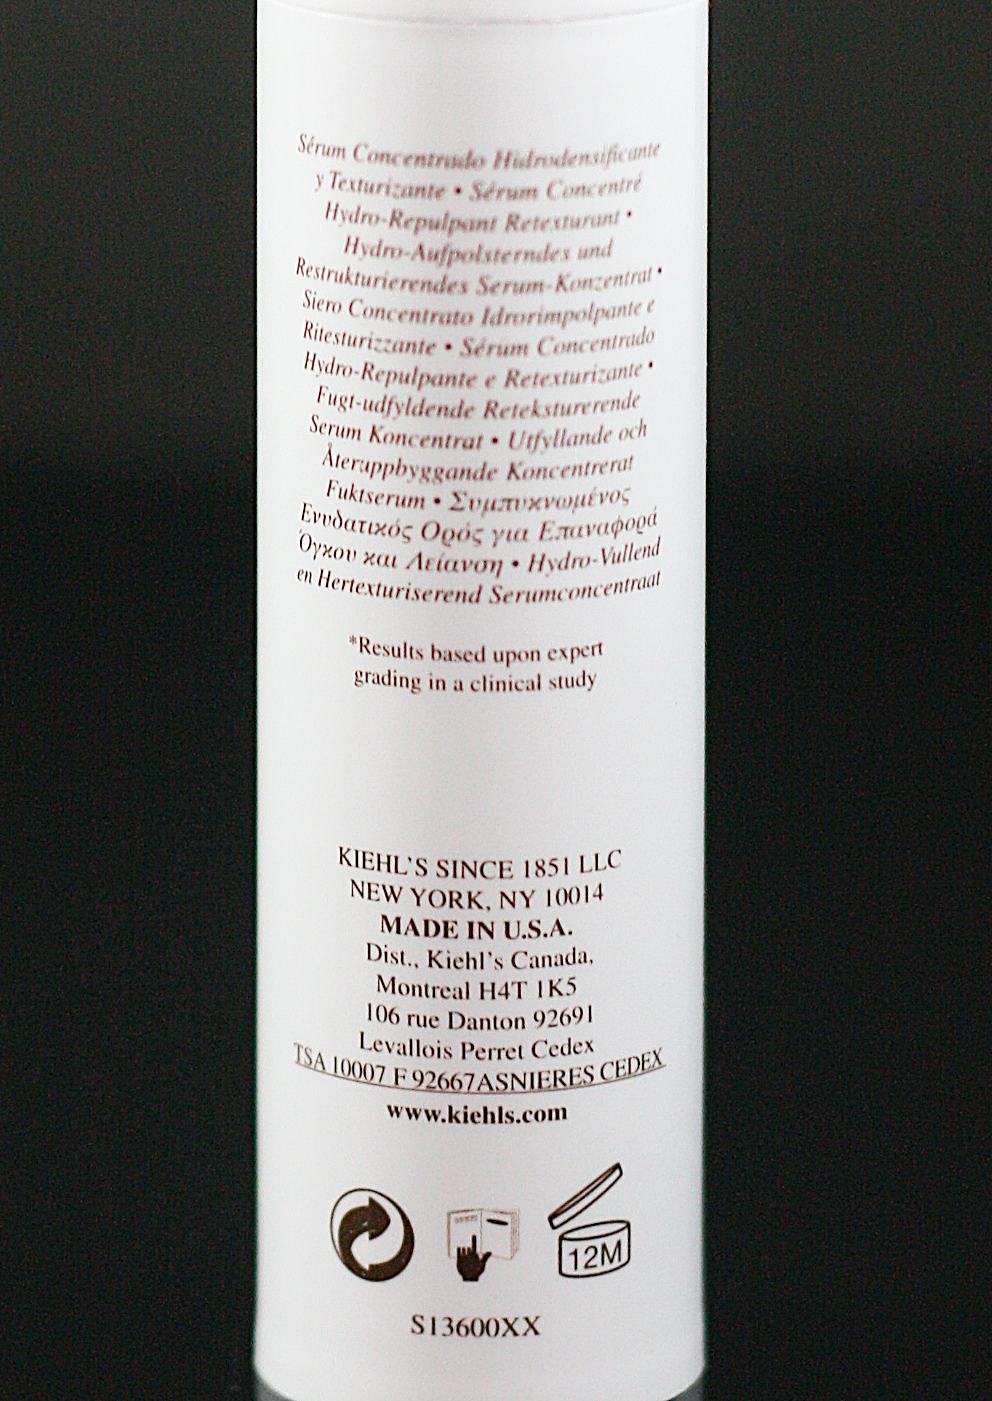 Sérum Concentrado Hidrodensificante
y Texturizante • Sérum Concentré
Hydro-Repulpant Retexturant •
Hydro-Aufpolsterndes und
Restrukturierendes Serum-Konzentrat •
Siero Concentrato Idrorimpolpante e
Ritesturizzante • Sérum Concentrado
Hydro-Repulpante e Retexturizante •
Fugt-udfyldende Reteksturerende
Serum Koncentrat • Utfyllande och
Återuppbyggande Koncentrerat
Fuktserum • Συμπυκνωμένος
Ενυδατικός Ορός για Επαναφορά
Όγκου και Λείανση • Hydro-Vullend
en Hertexturiserend Serumconcentraat
*Results based upon expert
grading in a clinical study
KIEHL'S SINCE 1851 LLC
NEW YORK, NY 10014
MADE IN U.S.A.
Dist., Kiehl's Canada,
Montreal H4T 1K5
106 rue Danton 92691
Levallois Perret Cedex
TSA 10007 F 92667ASNIERES CEDEX
www.kiehls.com
12M
S13600XX